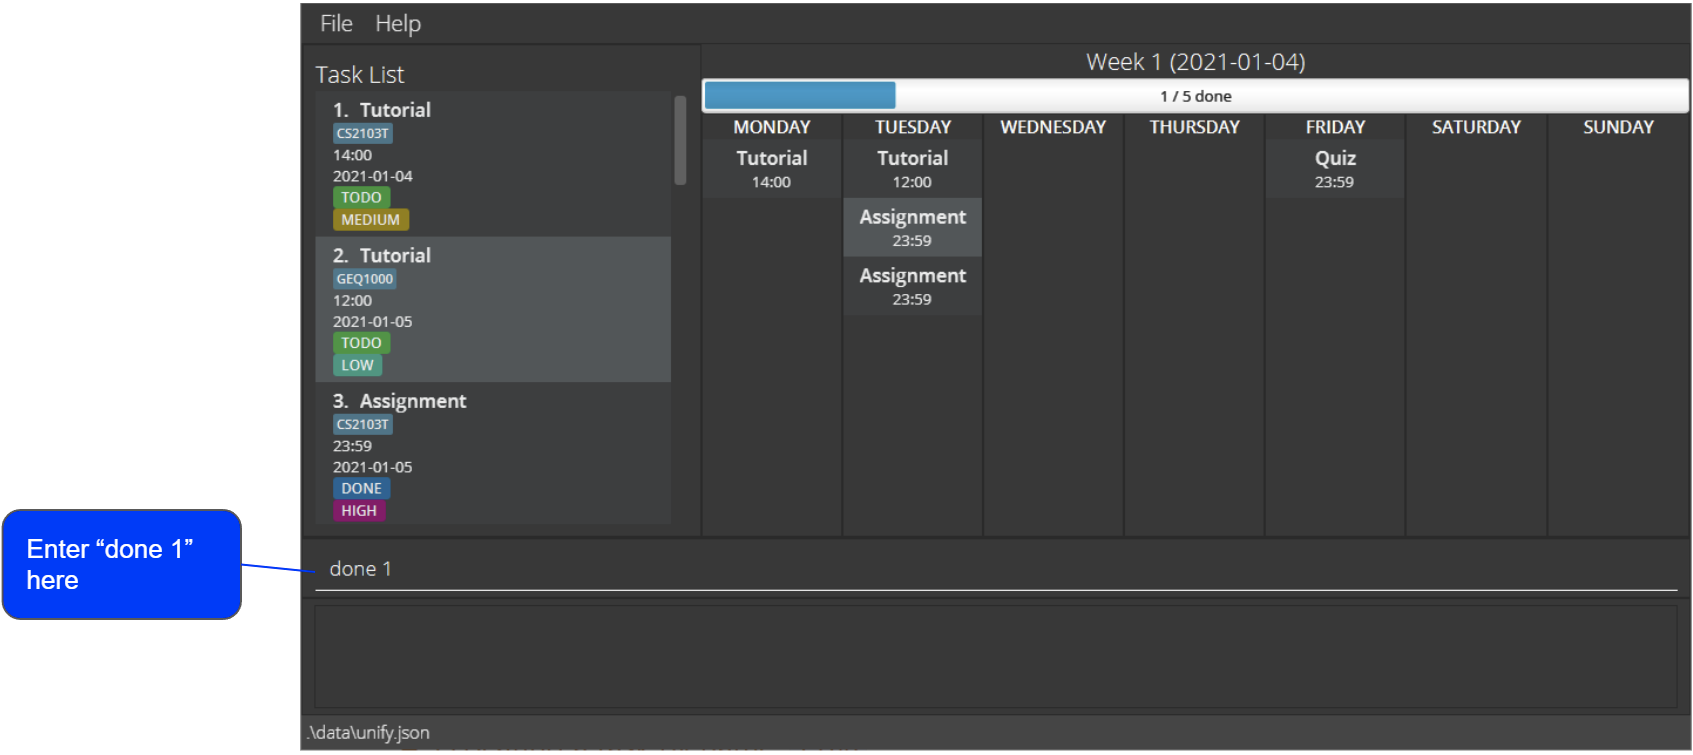 File Help
Task List
1. Tutorial
CS2103T
14:00
2021-01-04
TODO
MEDIUM
2. Tutorial
GEQ1000
12:00
2021-01-05
TODO
LOW
3. Assignment
CS2103T
23:59
2021-01-05
DONE
HIGH
Week 1 (2021-01-04)
1 / 5 done
MONDAY TUESDAY WEDNESDAY THURSDAY FRIDAY SATURDAY SUNDAY
Tutorial
14:00
Tutorial
12:00
Assignment
23:59
Assignment
23:59
Quiz
23:59
Enter “done 1”
here
done 1
.\data\unify.json